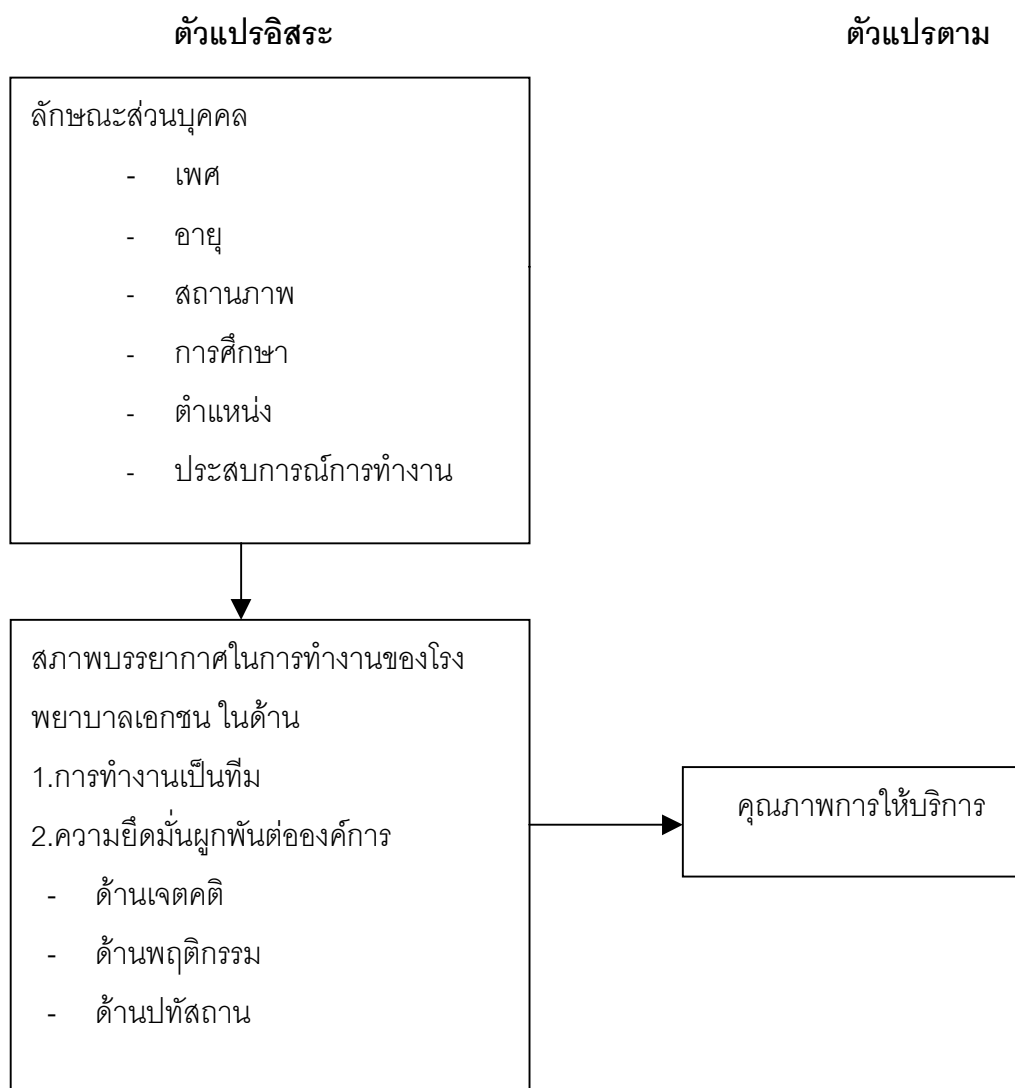 ตัวแปรอิสระ
ตัวแปรตาม
ลักษณะส่วนบุคคล
- เพศ
- อายุ
- สถานภาพ
- การศึกษา
- ตำแหน่ง
- ประสบการณ์การทำงาน
สภาพบรรยากาศในการทำงานของโรง
พยาบาลเอกชน ในด้าน
1.การทำงานเป็นทีม
2.ความยึดมั่นผูกพันต่อองค์การ
- ด้านเจตคติ
- ด้านพฤติกรรม
- ด้านปทัสถาน
คุณภาพการให้บริการ